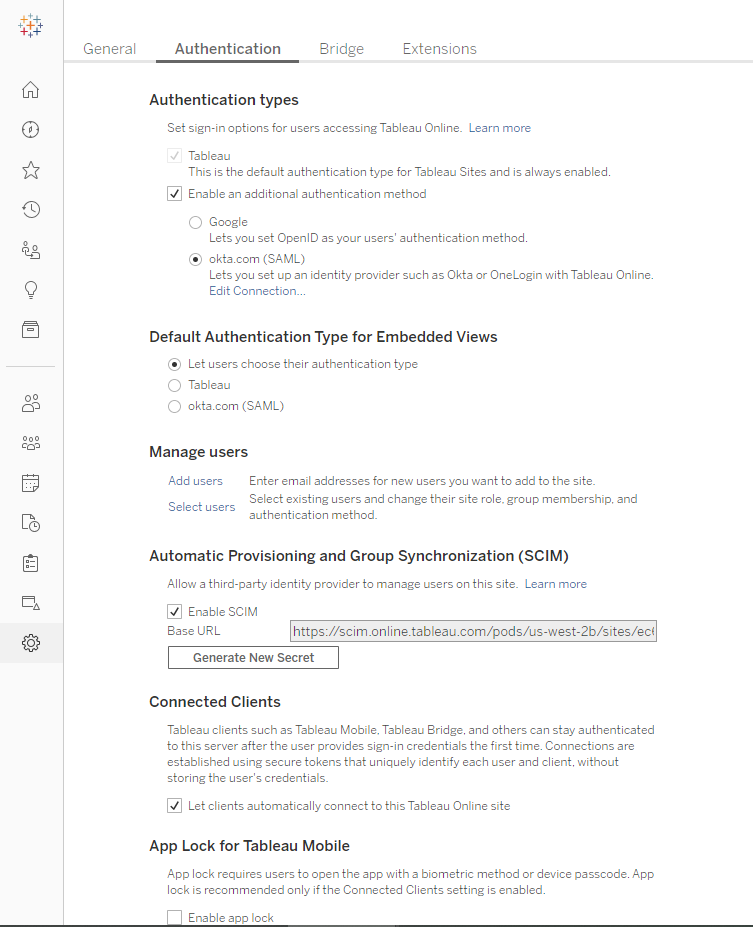 General Authentication Bridge Extensions
Authentication types
Set sign-in options for users accessing Tableau Online. Learn more
Tableau
This is the default authentication type for Tableau Sites and is always enabled.
Enable an additional authentication method
Google
Lets you set OpenID as your users' authentication method.
okta.com (SAML)
Lets you set up an identity provider such as Okta or OneLogin with Tableau Online.
Edit Connection...
Default Authentication Type for Embedded Views
Let users choose their authentication type
Tableau
okta.com (SAML)
Manage users
Add users Enter email addresses for new users you want to add to the site.
Select users Select existing users and change their site role, group membership, and
authentication method.
Automatic Provisioning and Group Synchronization (SCIM)
Allow a third-party identity provider to manage users on this site. Learn more
Enable SCIM
Base URL https://scim.online.tableau.com/pods/us-west-2b/sites/ec
Generate New Secret
Connected Clients
Tableau clients such as Tableau Mobile, Tableau Bridge, and others can stay authenticated
to this server after the user provides sign-in credentials the first time. Connections are
established using secure tokens that uniquely identify each user and client, without
storing the user's credentials.
Let clients automatically connect to this Tableau Online site
App Lock for Tableau Mobile
App lock requires users to open the app with a biometric method or device passcode. App
lock is recommended only if the Connected Clients setting is enabled.
Enable app lock